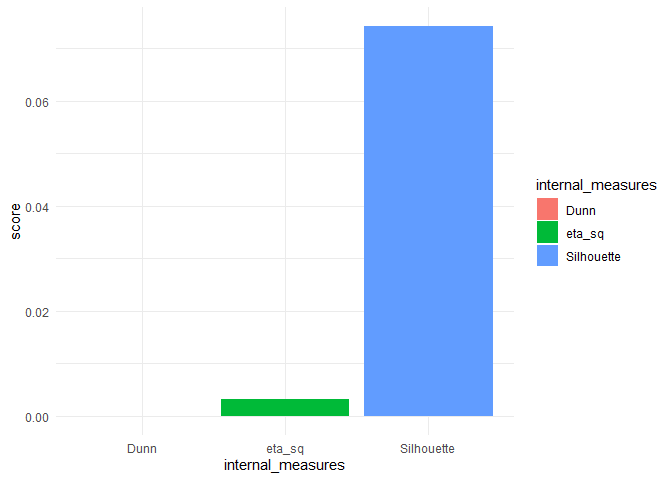 score
0.06
0.04
0.02
0.00
Dunn
eta_sq
Silhouette
internal_measures
internal_measures
Dunn
eta_sq
Silhouette